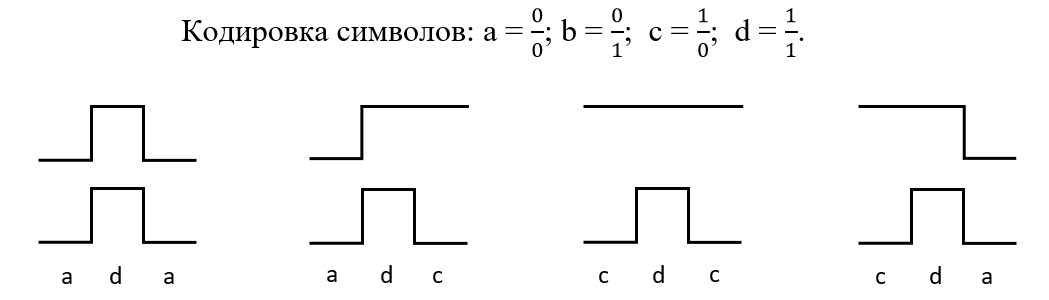 Кодировка символов: a = 0/0; b = 0/1; c = 1/0; d = 1/1.
a d a a d c c d c c d a